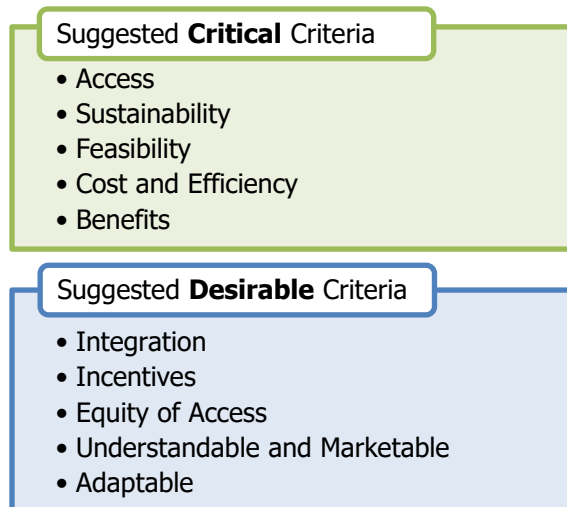 Suggested Critical Criteria
• Access
• Sustainability
• Feasibility
• Cost and Efficiency
• Benefits
Suggested Desirable Criteria
• Integration
• Incentives
• Equity of Access
• Understandable and Marketable
• Adaptable